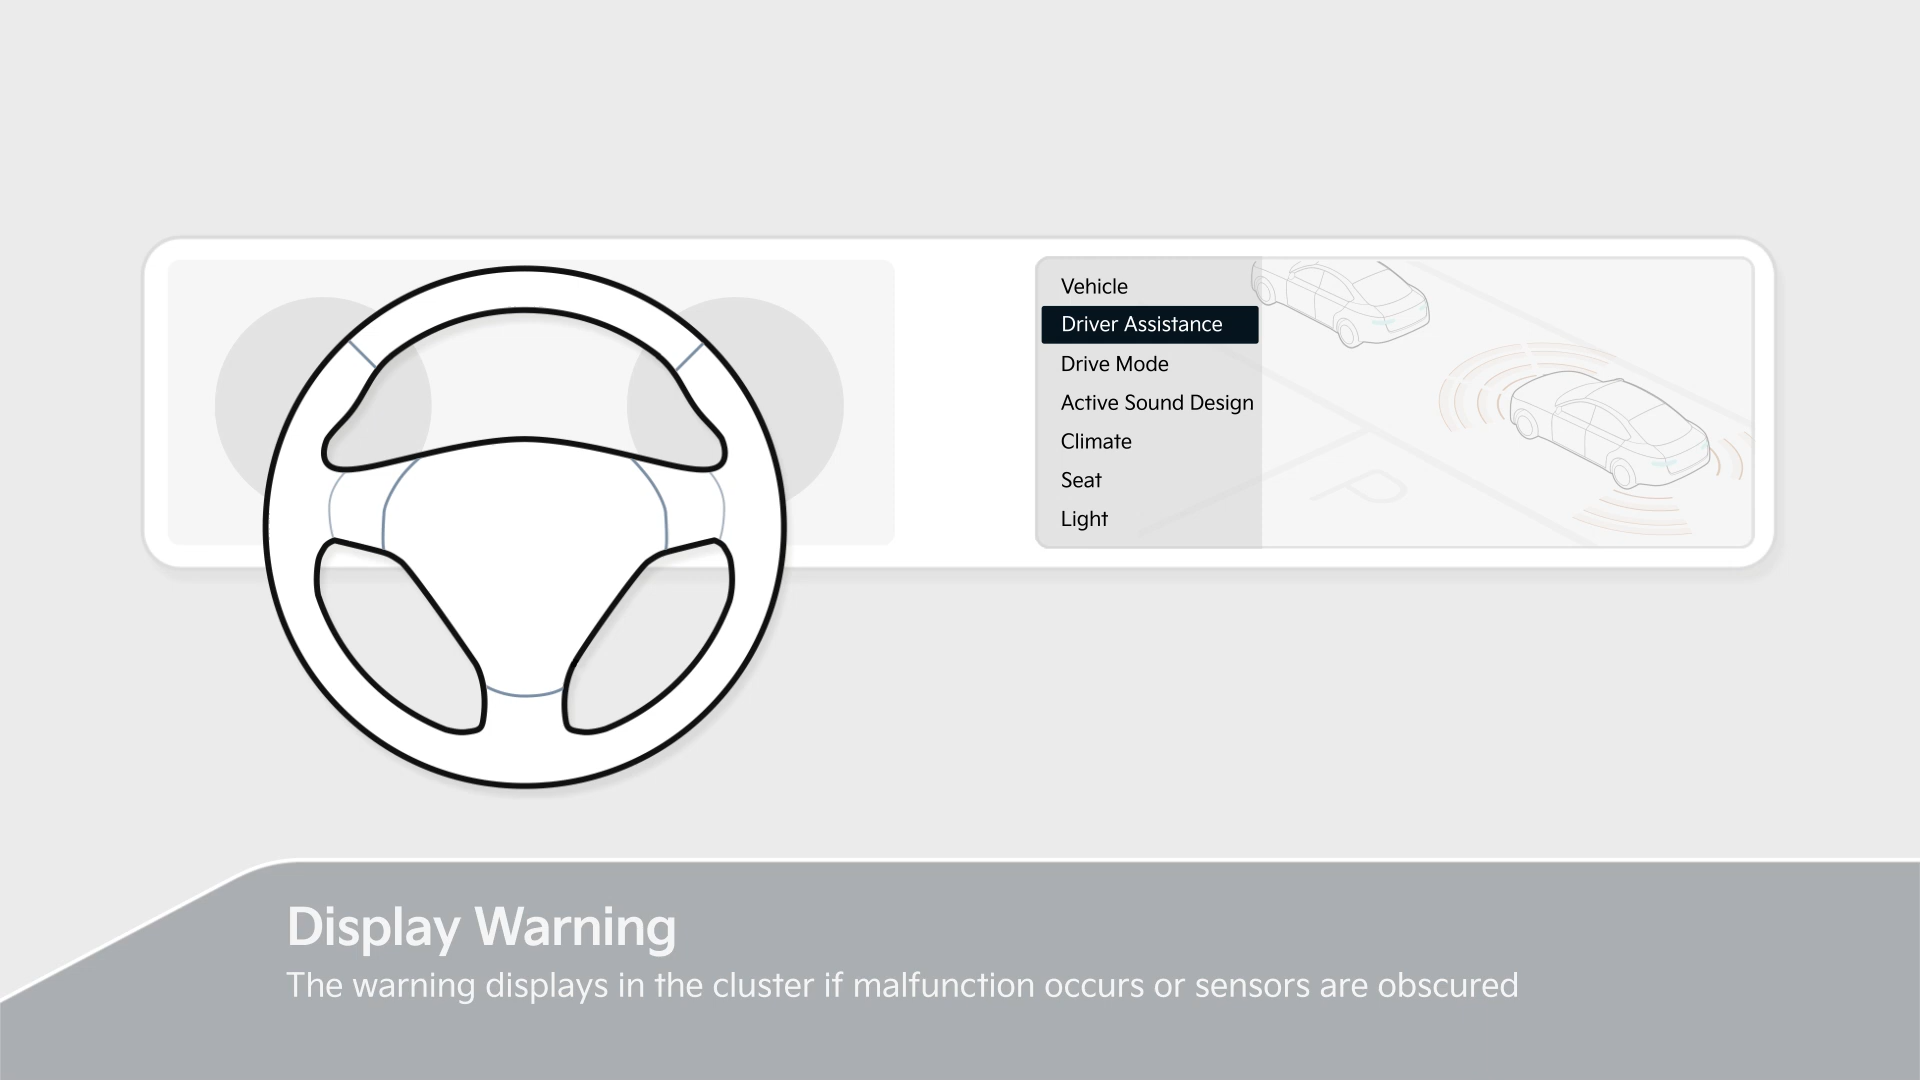 Vehicle
Driver Assistance
Drive Mode
Active Sound Design
Climate
Seat
Light
P
Display Warning
The warning displays in the cluster if malfunction occurs or sensors are obscured